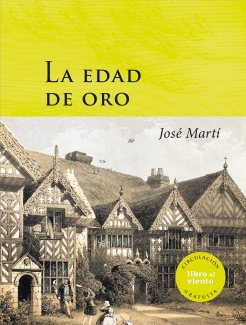 LA EDAD
DE ORO
José Martí
CIRCULACIÓN
libro al
viento
GRATUITA